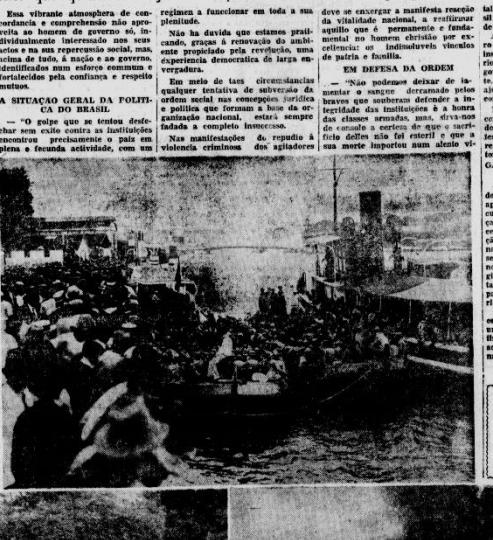 Essa vibrante atmosphera de con-
cordancia e comprehensão não apro-
veita ao homem de governo só, in-
dividualmente interessado nos seus
actos e na sua repercussão social, mas,
acima de tudo, á nação e ao governo,
identificados num esforço commum e
fortalecidos pela confiança e respeito
mutuos.
A SITUAÇÃO GERAL DA POLITI-
CA DO BRASIL
— "O golpe que se tentou desfe-
char sem exito contra as instituições
encontrou precisamente o paiz em
plena e fecunda actividade, com um
regimen a funccionar em toda a sua
plenitude.
Não ha duvida que estamos prati-
cando, graças á renovação do ambi-
ente propiciado pela revolução, uma
experiencia democratica de larga en-
vergadura.
Em meio de taes circumstancias
qualquer tentativa de subversão da
ordem social nas concepções juridica
e politica que formam a base da or-
ganização nacional, estará sempre
fadada a completo insuccesso.
Nas manifestações de repudio á
violencia criminosa dos agitadores
deve se enxergar a manifesta reacção
da vitalidade nacional, a reaffirmar
aquillo que é permanente e funda-
mental no homem christão por ex-
cellencia: os indissoluveis vinculos
de patria e familia.
EM DEFESA DA ORDEM
— "Não podemos deixar de la-
mentar o sangue derramado pelos
bravos que souberam defender a in-
tegridade das instituições e a honra
das classes armadas, mas, sirva-nos
de consolo a certeza de que o sacri-
ficio delles não foi esteril e que a
sua morte importou num alento vi-